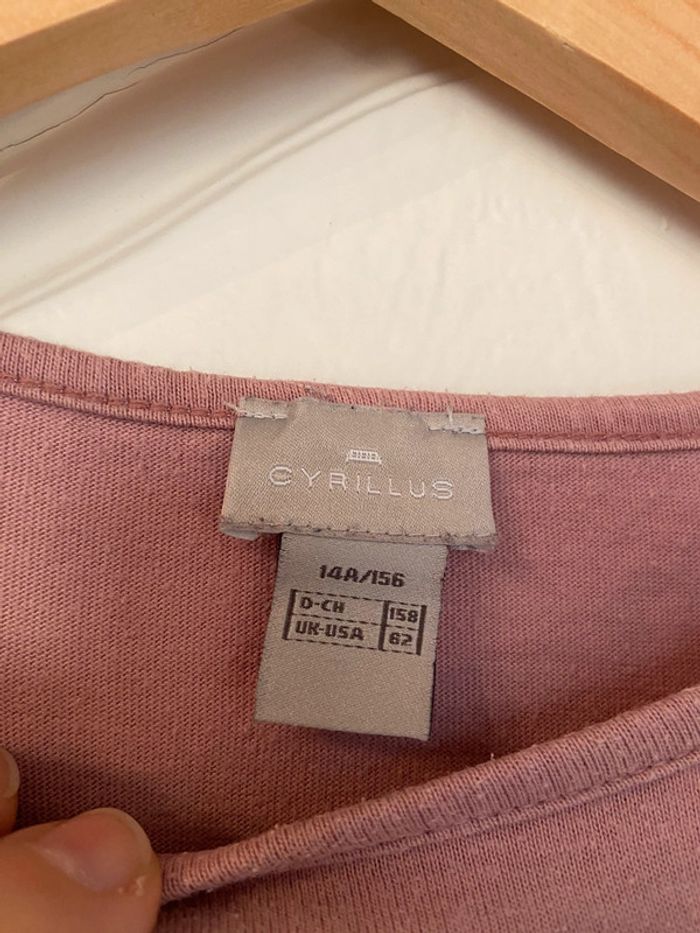 CYRILLUS
14A/156
D-CH 158
UK-USA 62